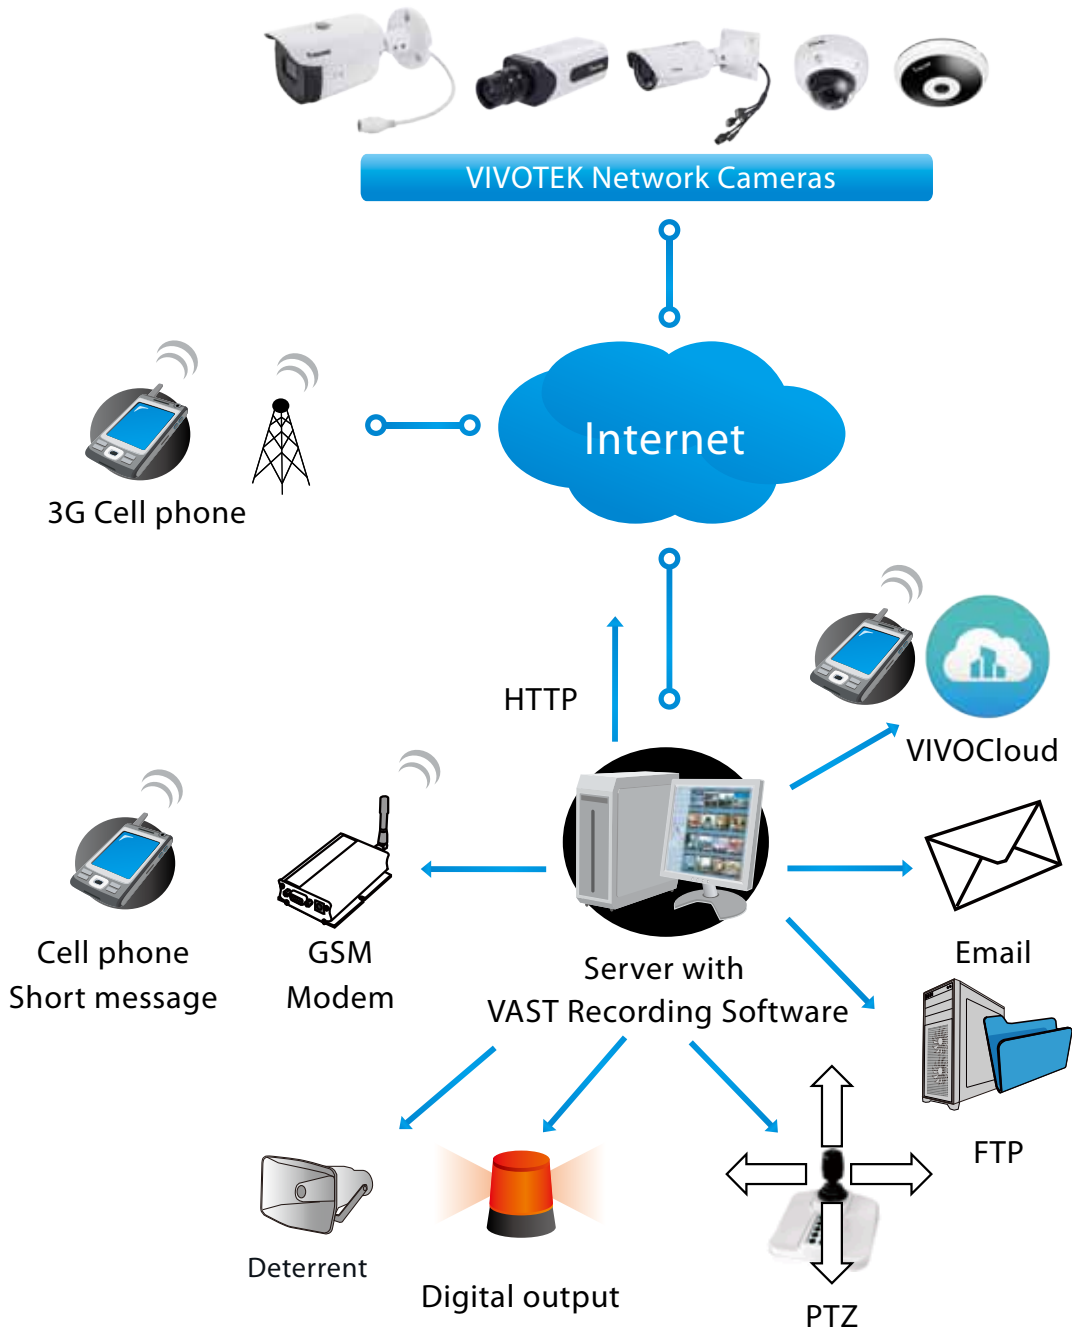 VIVOTEK Network Cameras
Internet
3G Cell phone
HTTP
VIVOCloud
Cell phone
Short message
GSM
Modem
Server with
VAST Recording Software
Email
FTP
Deterrent
Digital output
PTZ